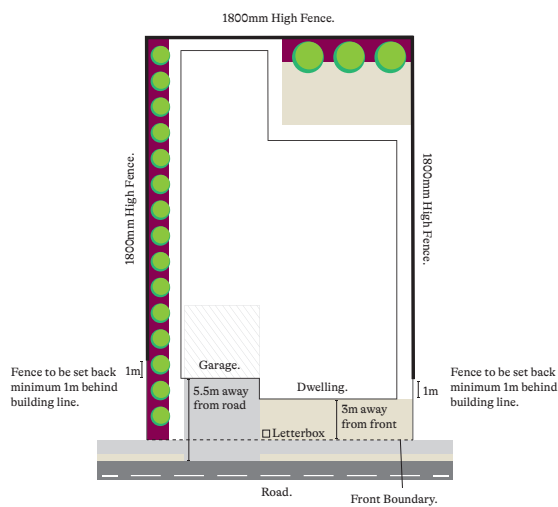 1800mm High Fence.
1800mm High Fence.
1800mm High Fence.
Garage.
Fence to be set back
minimum 1m behind
building line.
1m
5.5m away
from road
Dwelling.
3m away
from front
1m
Fence to be set back
minimum 1m behind
building line.
Letterbox
Road.
Front Boundary.